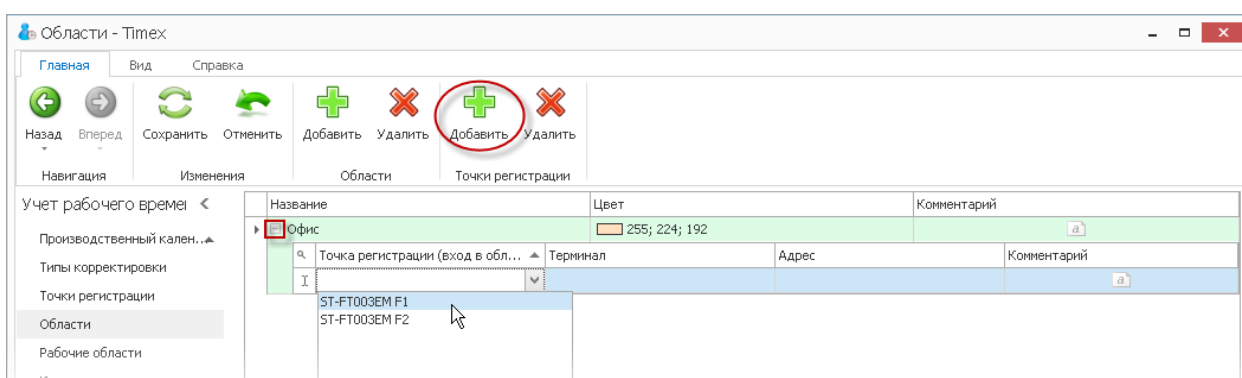 Области - Timex
Главная Вид Справка
Назад Вперед Сохранить Отменить Добавить Удалить Добавить Удалить
Навигация Изменения Области Точки регистрации
Учет рабочего времен <
Название Цвет Комментарий
Офис 255; 224; 192 a
Производственный кален...
Точка регистрации (вход в обл... Терминал Адрес Комментарий
a
Типы корректировки
Точки регистрации
ST-FT003EM F1
ST-FT003EM F2
Области
Рабочие области